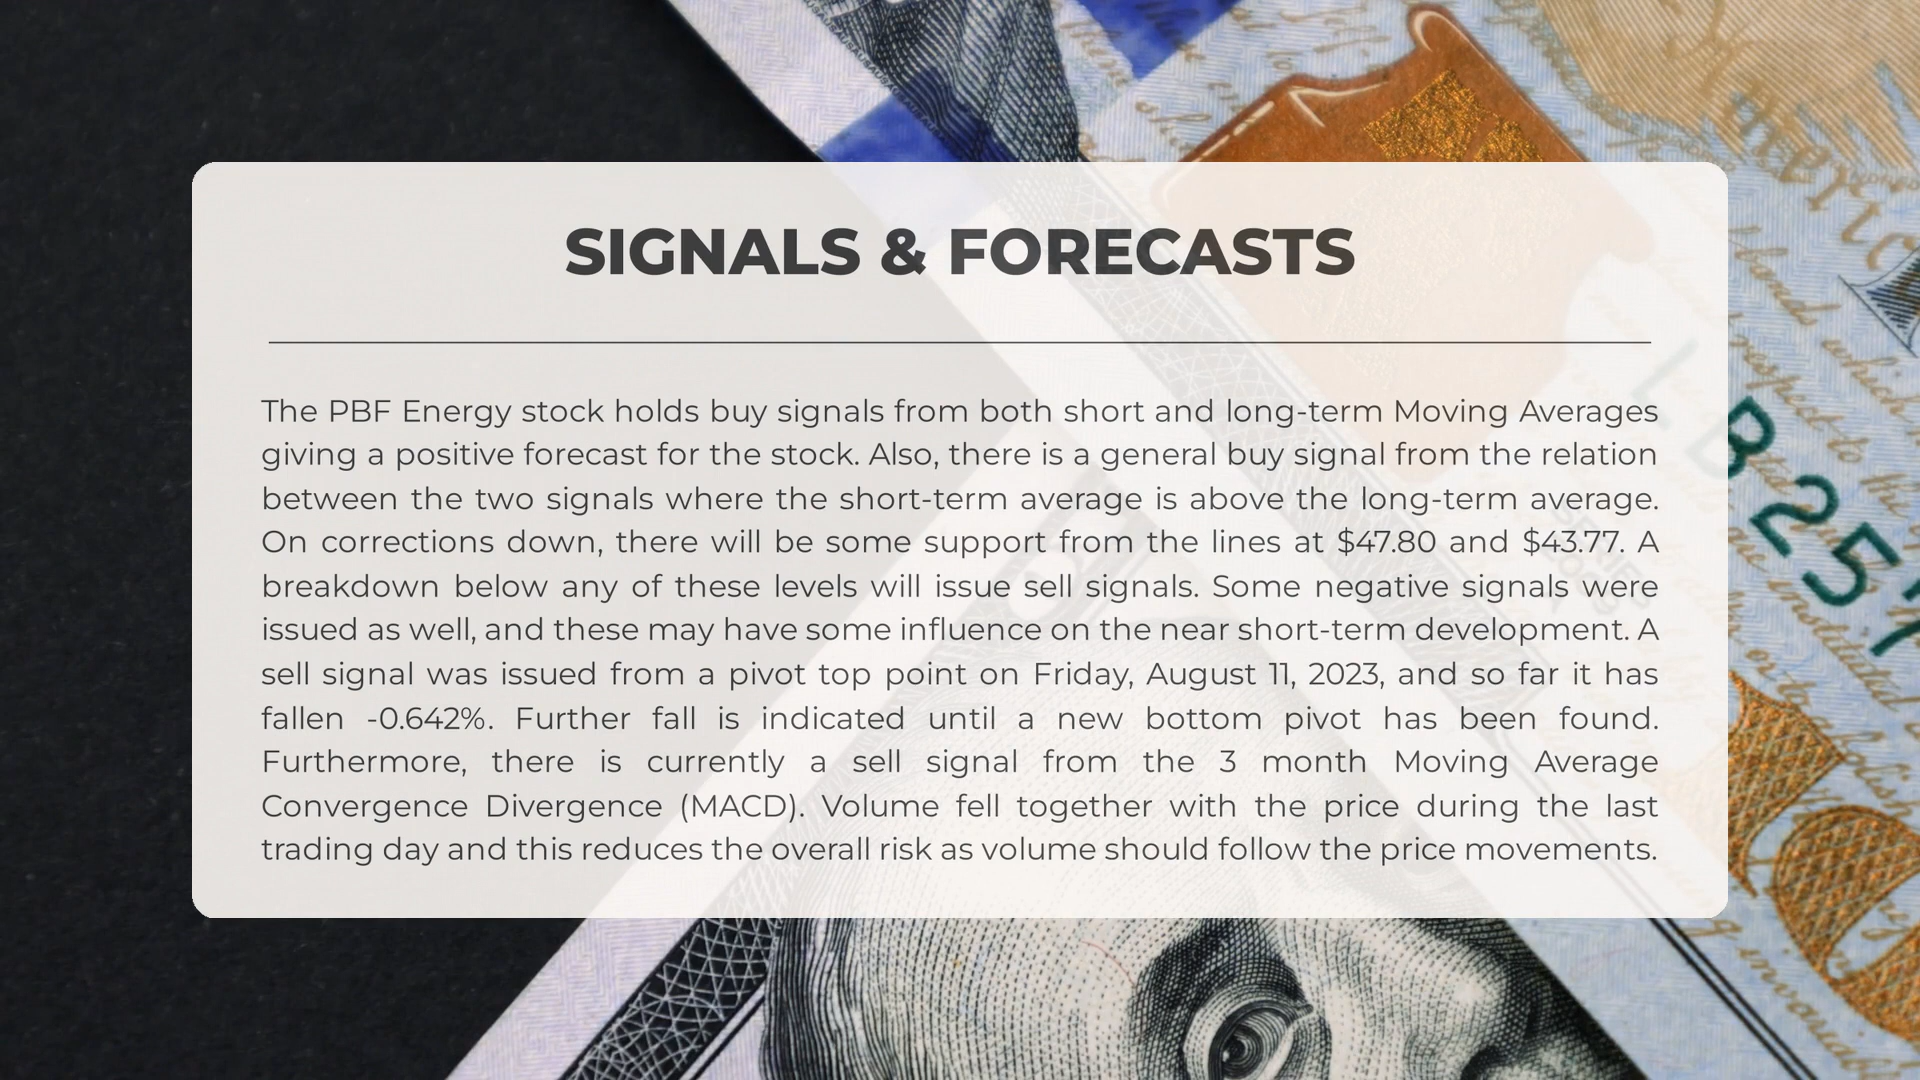 SIGNALS & FORECASTS
The PBF Energy stock holds buy signals from both short and long-term Moving Averages
giving a positive forecast for the stock. Also, there is a general buy signal from the relation
between the two signals where the short-term average is above the long-term average.
On corrections down, there will be some support from the lines at $47.80 and $43.77. A
breakdown below any of these levels will issue sell signals. Some negative signals were
issued as well, and these may have some influence on the near short-term development. A
sell signal was issued from a pivot top point on Friday, August 11, 2023, and so far it has
fallen -0.642%. Further fall is indicated until a new bottom pivot has been found.
Furthermore, there is currently a sell signal from the 3 month Moving Average
Convergence Divergence (MACD). Volume fell together with the price during the last
trading day and this reduces the overall risk as volume should follow the price movements.